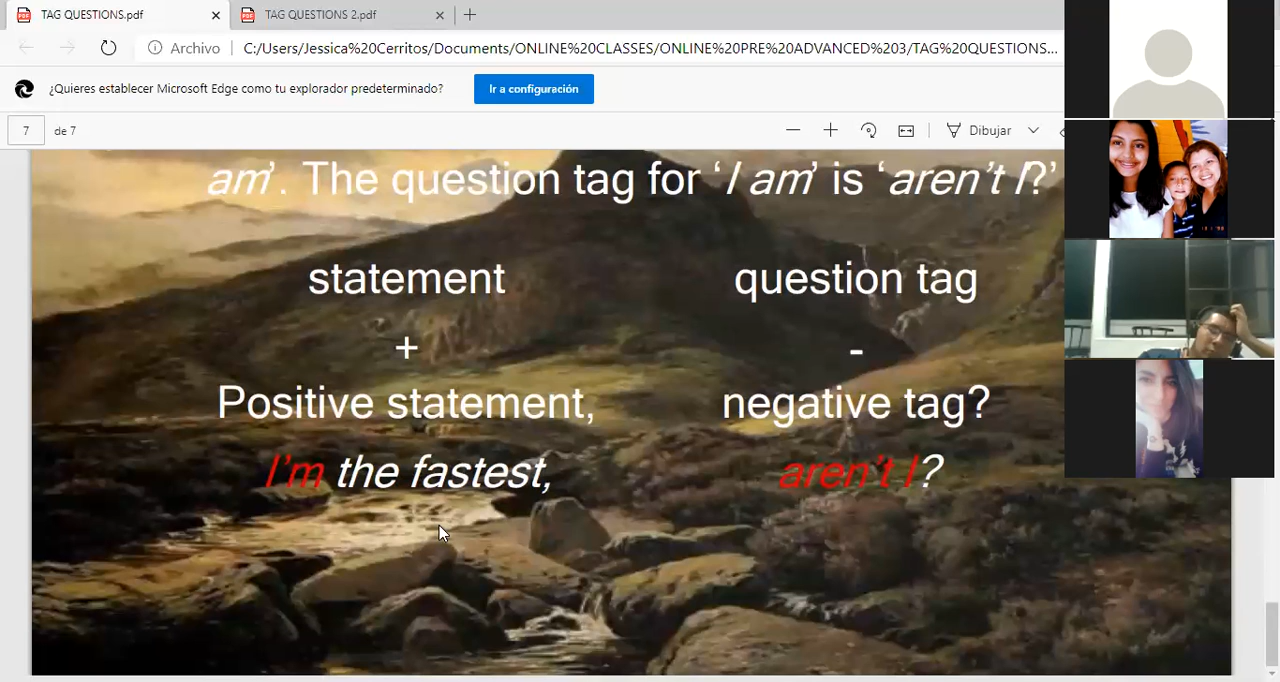 TAG QUESTIONS.pdf
TAG QUESTIONS 2.pdf
Archivo
C:/Users/Jessica%20Cerritos/Documents/ONLINE%20CLASSES/ONLINE%20PRE%20ADVANCED%203/TAG%20QUESTIONS...
¿Quieres establecer Microsoft Edge como tu explorador predeterminado?
Ir a configuración
7 de 7
Dibujar
am’. The question tag for ‘I am’ is ‘aren’t I?’
statement question tag
+ -
Positive statement, negative tag?
I’m the fastest, aren’t I?